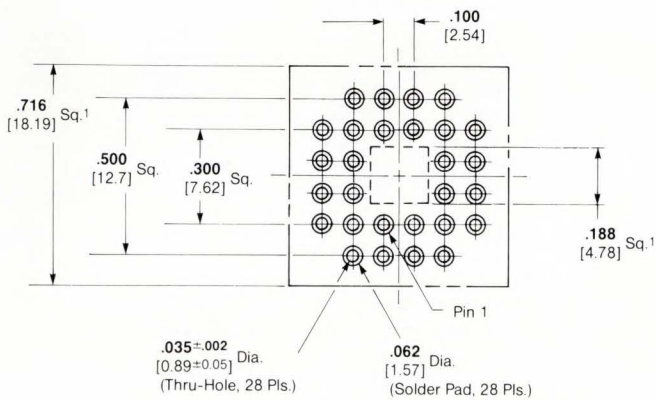 .100
[2.54]
.716
[18.19] Sq.¹
.500
[12.7] Sq.
.300
[7.62] Sq.
.188
[4.78] Sq.¹
Pin 1
.035±.002
[0.89±0.05] Dia.
(Thru-Hole, 28 Pls.)
.062
[1.57] Dia.
(Solder Pad, 28 Pls.)